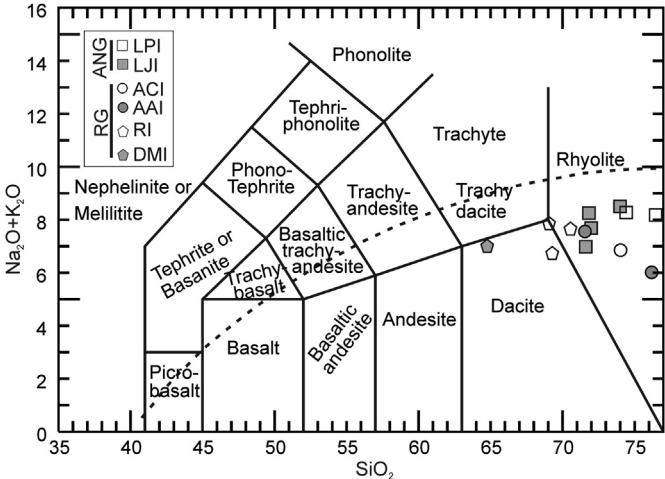 16
14
12
10
8
6
4
2
0
Na₂O+K₂O
ANG
LPI
LJI
RG
ACI
AAI
RI
DMI
Phonolite
Tephri-
phonolite
Trachyte
Rhyolite
Phono-
Tephrite
Nephelinite or
Melilitite
Trachy-
andesite
Trachy
dacite
Tephrite or
Basanite
Basaltic
trachy-
andesite
Trachy-
basalt
Dacite
Andesite
Basaltic
andesite
Basalt
Picro-
basalt
35 40 45 50 55 60 65 70 75
SiO₂